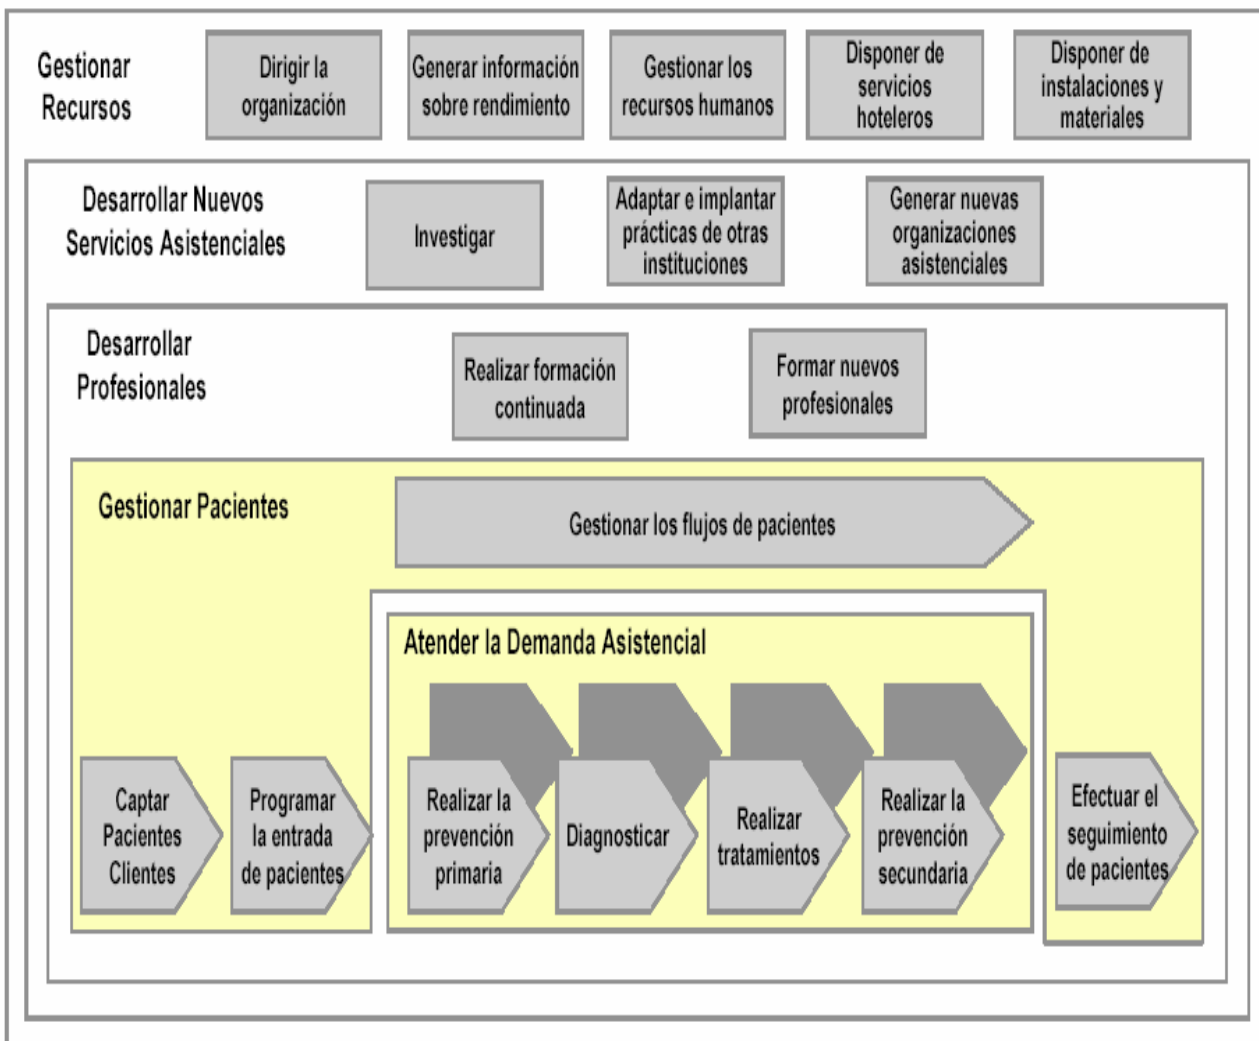 Gestionar
Recursos
Dirigir la
organización
Generar información
sobre rendimiento
Gestionar los
recursos humanos
Disponer de
servicios
hoteleros
Disponer de
instalaciones y
materiales
Desarrollar Nuevos
Servicios Asistenciales
Investigar
Adaptar e implantar
prácticas de otras
instituciones
Generar nuevas
organizaciones
asistenciales
Desarrollar
Profesionales
Realizar formación
continuada
Formar nuevos
profesionales
Gestionar Pacientes
Gestionar los flujos de pacientes
Atender la Demanda Asistencial
Captar
Pacientes
Clientes
Programar
la entrada
de pacientes
Realizar la
prevención
primaria
Diagnosticar
Realizar
tratamientos
Realizar la
prevención
secundaria
Efectuar el
seguimiento
de pacientes